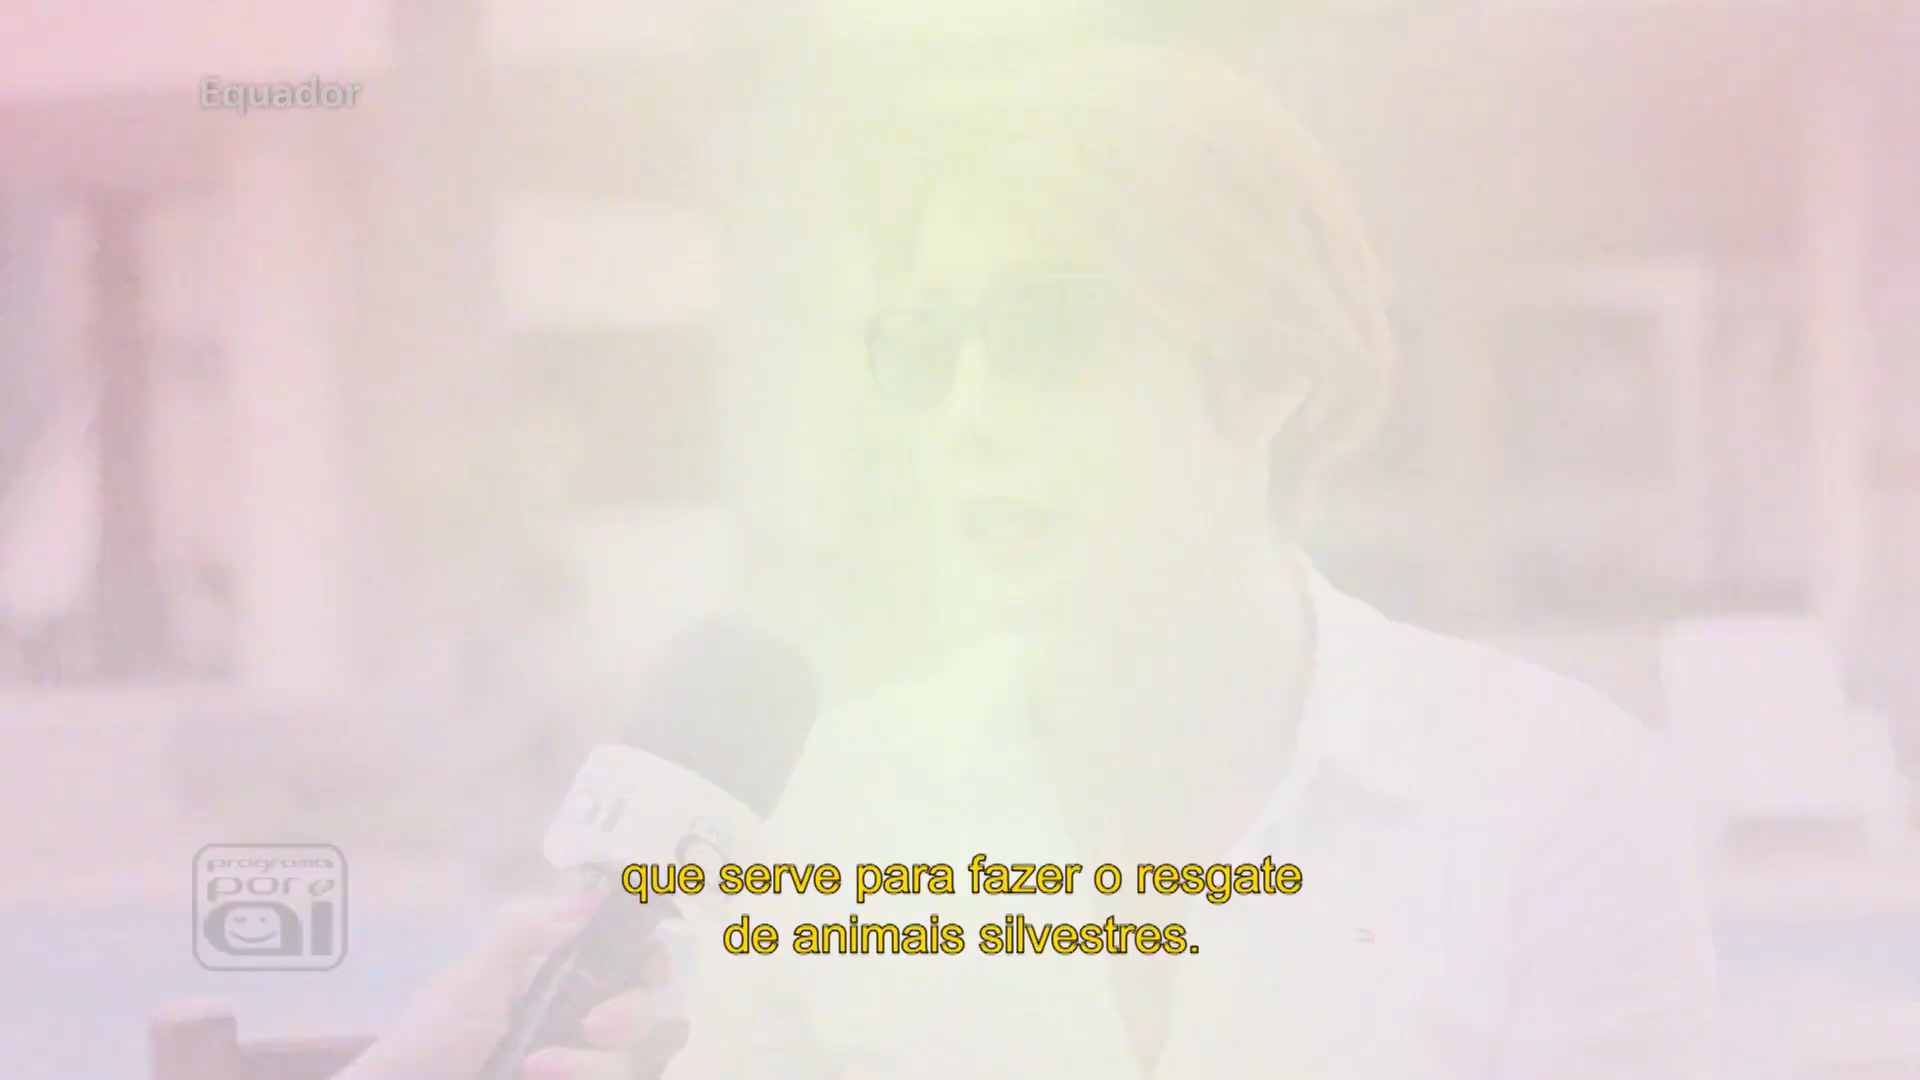 Equador
que serve para fazer o resgate
de animais silvestres.
programa
por
aí